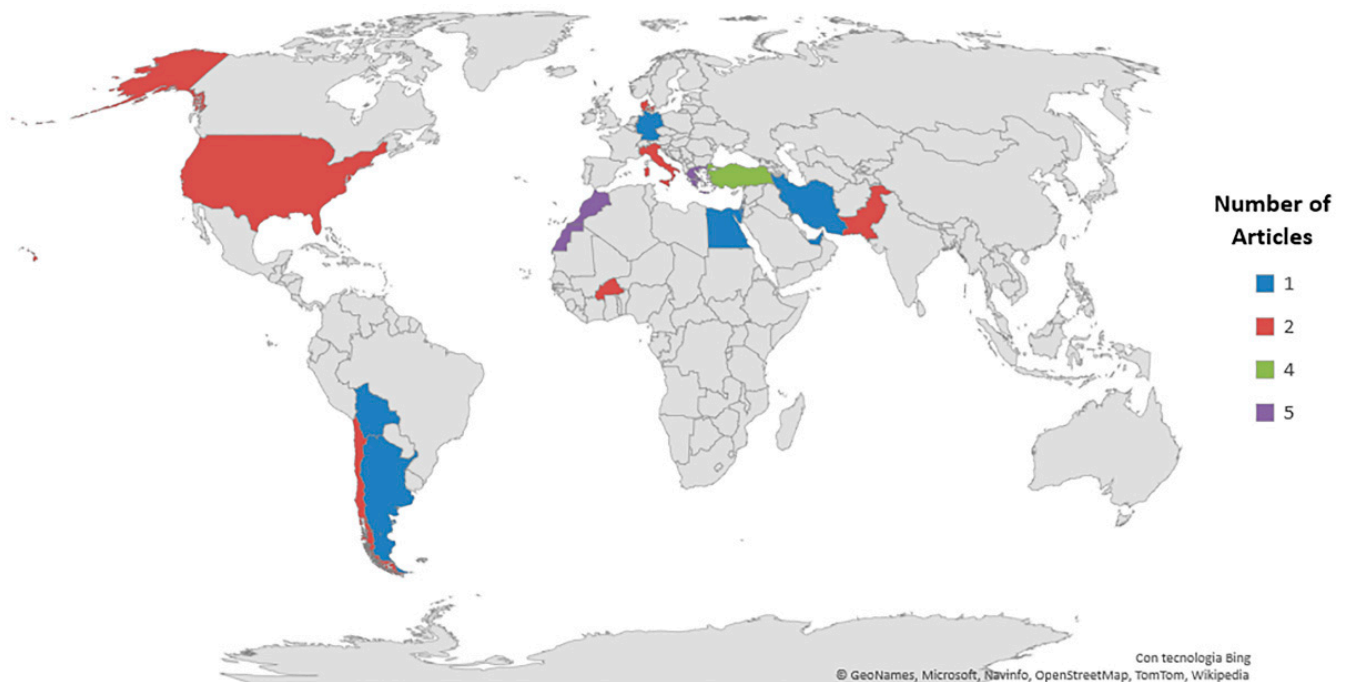 Number of
Articles
1
2
4
5
Con tecnologia Bing
© GeoNames, Microsoft, Navinfo, OpenStreetMap, TomTom, Wikipedia